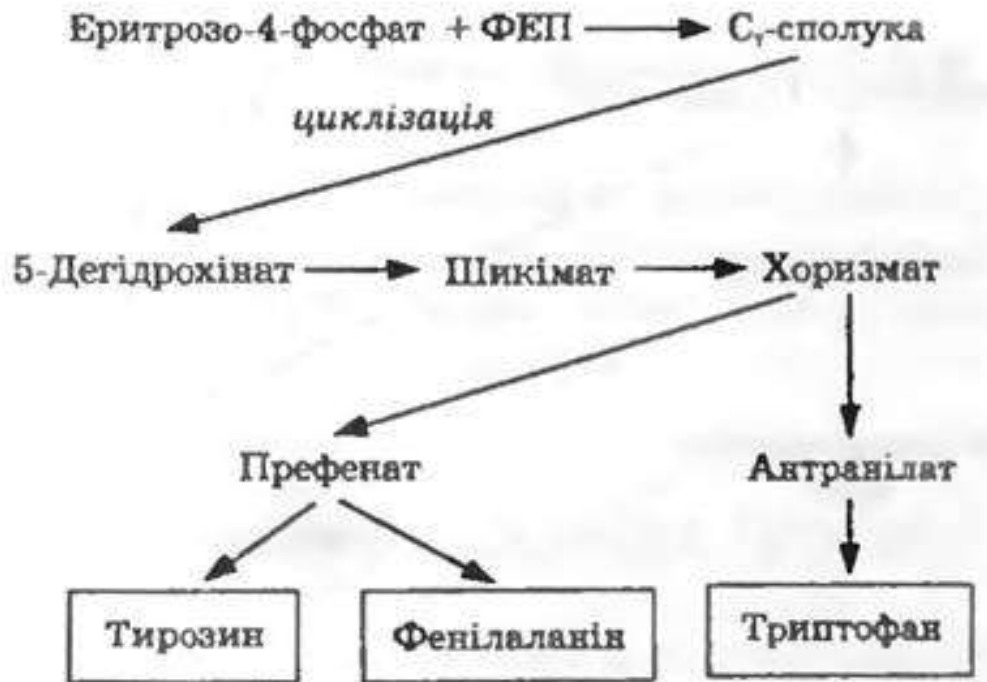 Еритрозо-4-фосфат + ФЕП → C₇-сполука
циклізація
5-Дегідрохінат → Шикімат → Хоризмат
Префенат Антранілат
Тирозин Фенілаланін Триптофан